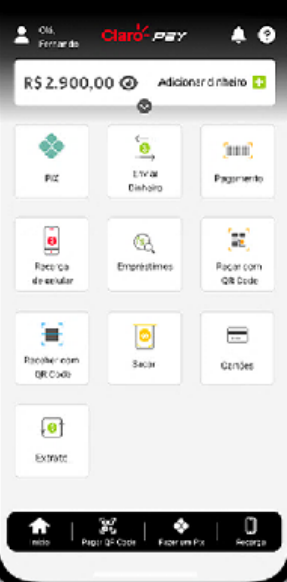 Olá,
Fernando
Claro-pay
R$ 2.900,00
Adicionar dinheiro
PIX
Enviar
Dinheiro
Pagamento
Recarga
de celular
Empréstimos
Pagar com
QR Code
Receber com
QR Code
Sacar
Cartões
Extrato
Início
Pagar QR Code
Fazer um Pix
Recarga